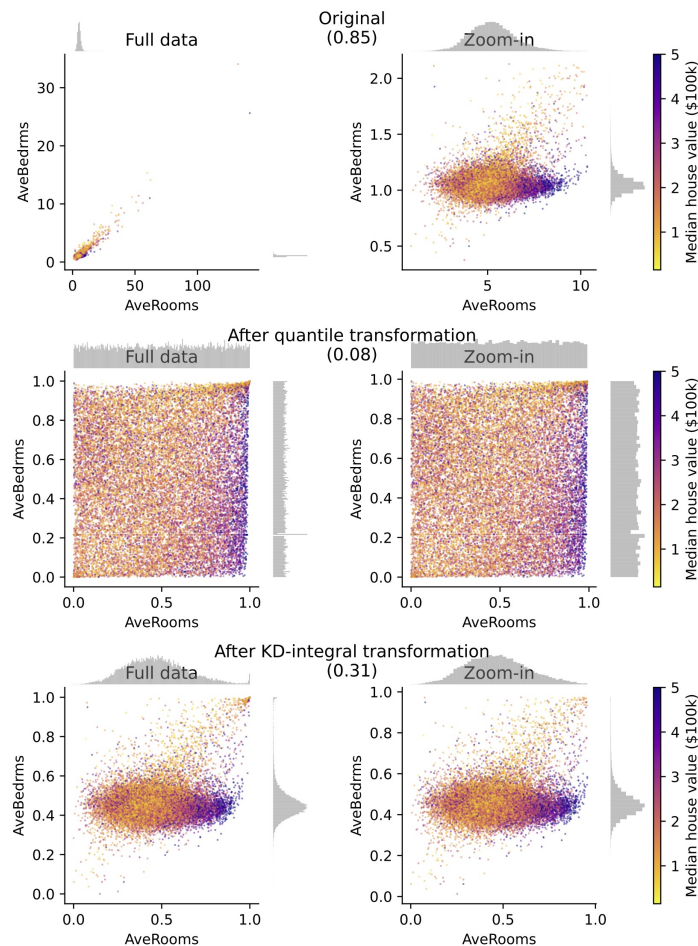 Original
(0.85)
Full data
Zoom-in
30
20
10
0
AveBedrms
0
50
100
AveRooms
2.0
1.5
1.0
0.5
AveBedrms
5
10
AveRooms
5
4
3
2
1
Median house value ($100k)
After quantile transformation
(0.08)
Full data
Zoom-in
1.0
0.8
0.6
0.4
0.2
0.0
AveBedrms
0.0
0.5
1.0
AveRooms
1.0
0.8
0.6
0.4
0.2
0.0
AveBedrms
0.0
0.5
1.0
AveRooms
5
4
3
2
1
Median house value ($100k)
After KD-integral transformation
(0.31)
Full data
Zoom-in
1.0
0.8
0.6
0.4
0.2
0.0
AveBedrms
0.0
0.5
1.0
AveRooms
1.0
0.8
0.6
0.4
0.2
0.0
AveBedrms
0.0
0.5
1.0
AveRooms
5
4
3
2
1
Median house value ($100k)